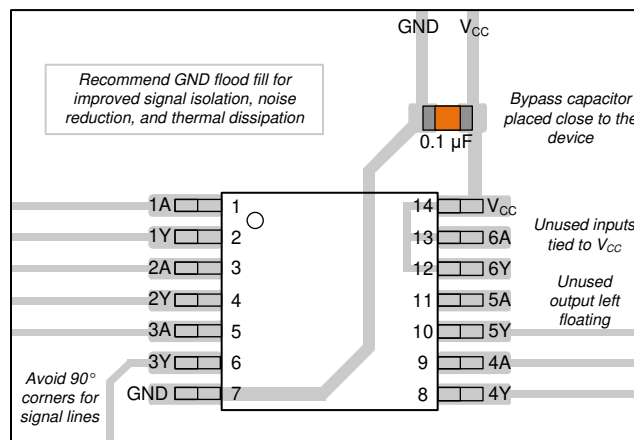 GND VCC
Recommend GND flood fill for
improved signal isolation, noise
reduction, and thermal dissipation
Bypass capacitor
placed close to the
device
0.1 µF
1A 1 14 VCC
1Y 2 13 6A
2A 3 12 6Y
2Y 4 11 5A
3A 5 10 5Y
3Y 6 9 4A
GND 7 8 4Y
Unused inputs
tied to VCC
Unused
output left
floating
Avoid 90°
corners for
signal lines